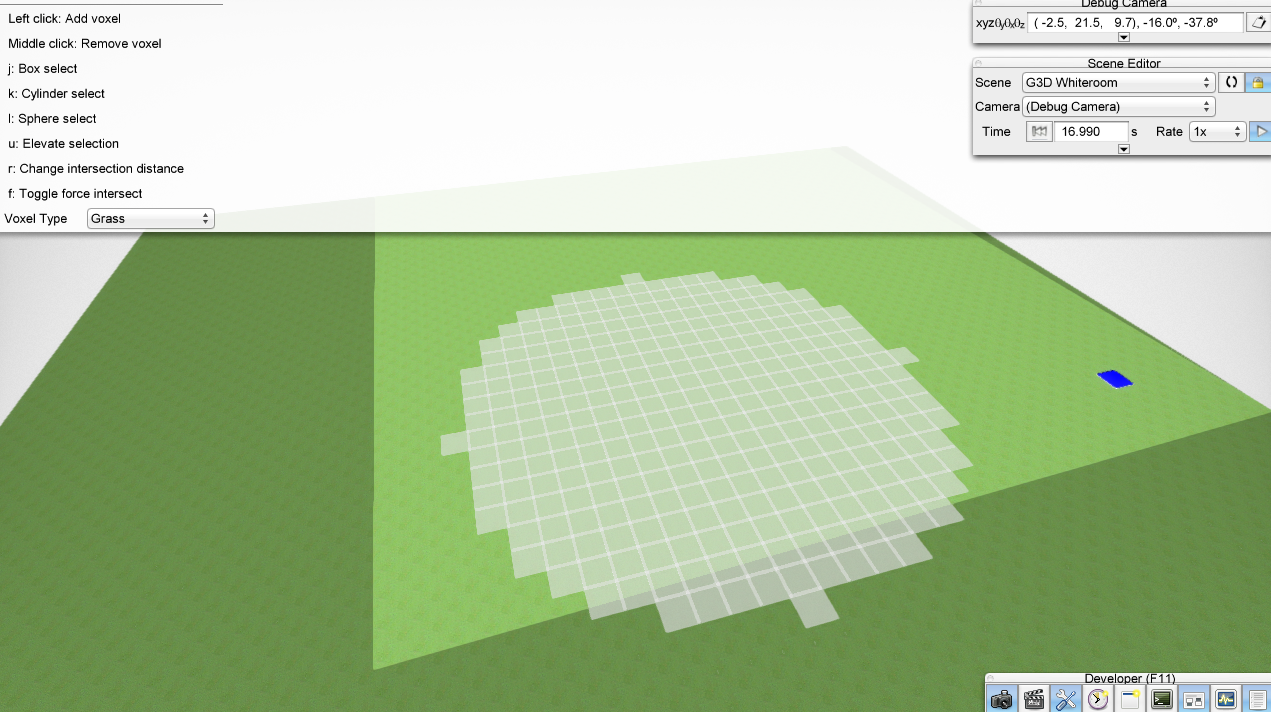 Left click: Add voxel
Middle click: Remove voxel
j: Box select
k: Cylinder select
l: Sphere select
u: Elevate selection
r: Change intersection distance
f: Toggle force intersect
Voxel Type Grass
Debug Camera
xyzθyθxθz ( -2.5, 21.5, 9.7), -16.0º, -37.8º
Scene Editor
Scene G3D Whiteroom
Camera (Debug Camera)
Time 16.990 s Rate 1x
Developer (F11)